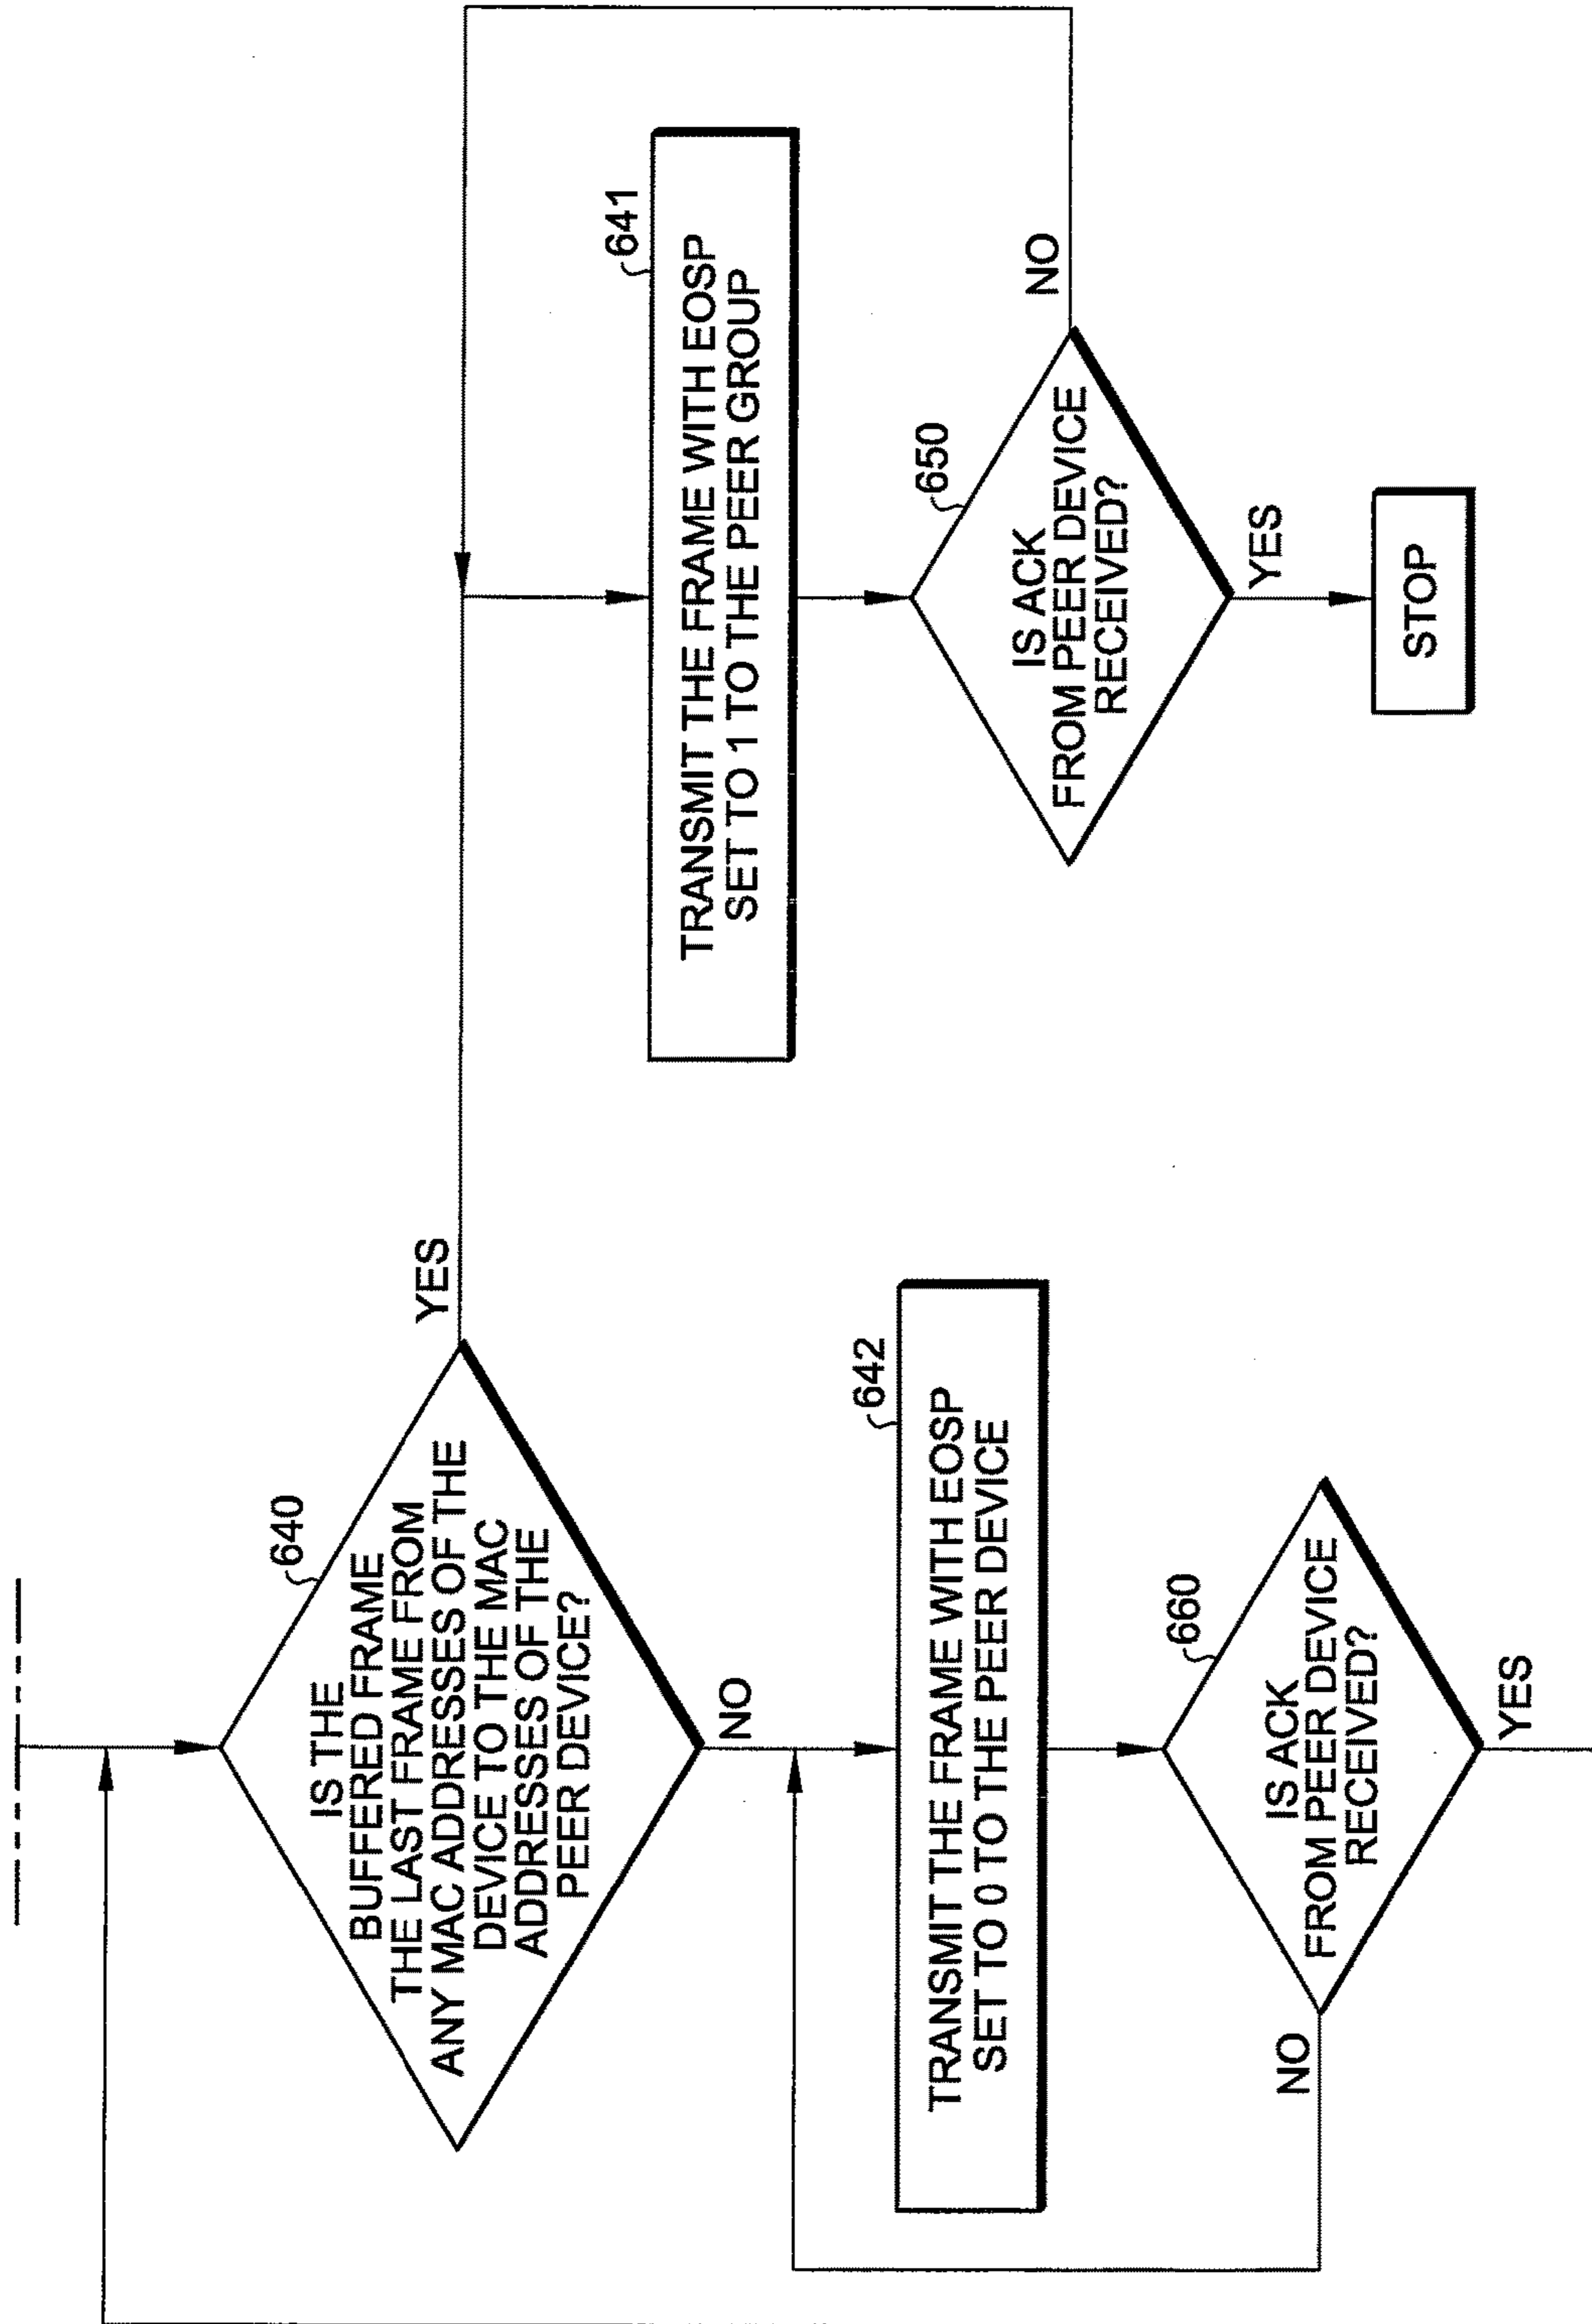 640
IS THE
BUFFERED FRAME
THE LAST FRAME FROM
ANY MAC ADDRESSES OF THE
DEVICE TO THE MAC
ADDRESSES OF THE
PEER DEVICE?
YES
NO
641
TRANSMIT THE FRAME WITH EOSP
SET TO 1 TO THE PEER GROUP
650
IS ACK
FROM PEER DEVICE
RECEIVED?
NO
YES
STOP
642
TRANSMIT THE FRAME WITH EOSP
SET TO 0 TO THE PEER DEVICE
660
IS ACK
FROM PEER DEVICE
RECEIVED?
NO
YES